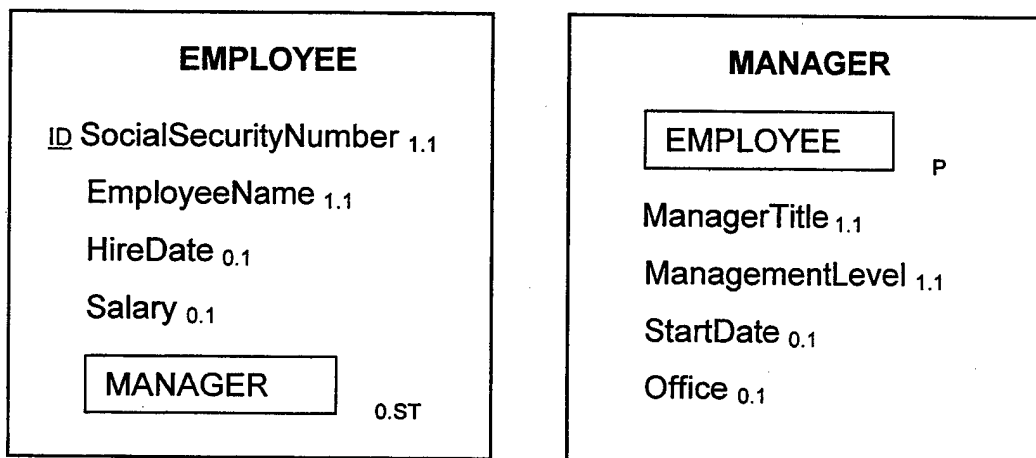 EMPLOYEE
ID SocialSecurityNumber 1.1
EmployeeName 1.1
HireDate 0.1
Salary 0.1
MANAGER 0.ST
MANAGER
EMPLOYEE P
ManagerTitle 1.1
ManagementLevel 1.1
StartDate 0.1
Office 0.1